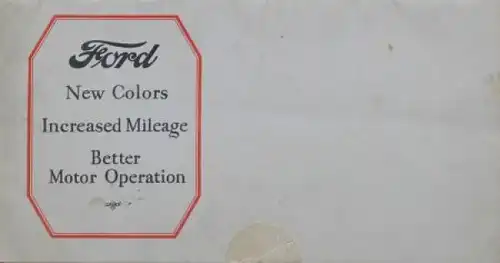 Ford
New Colors
Increased Mileage
Better
Motor Operation